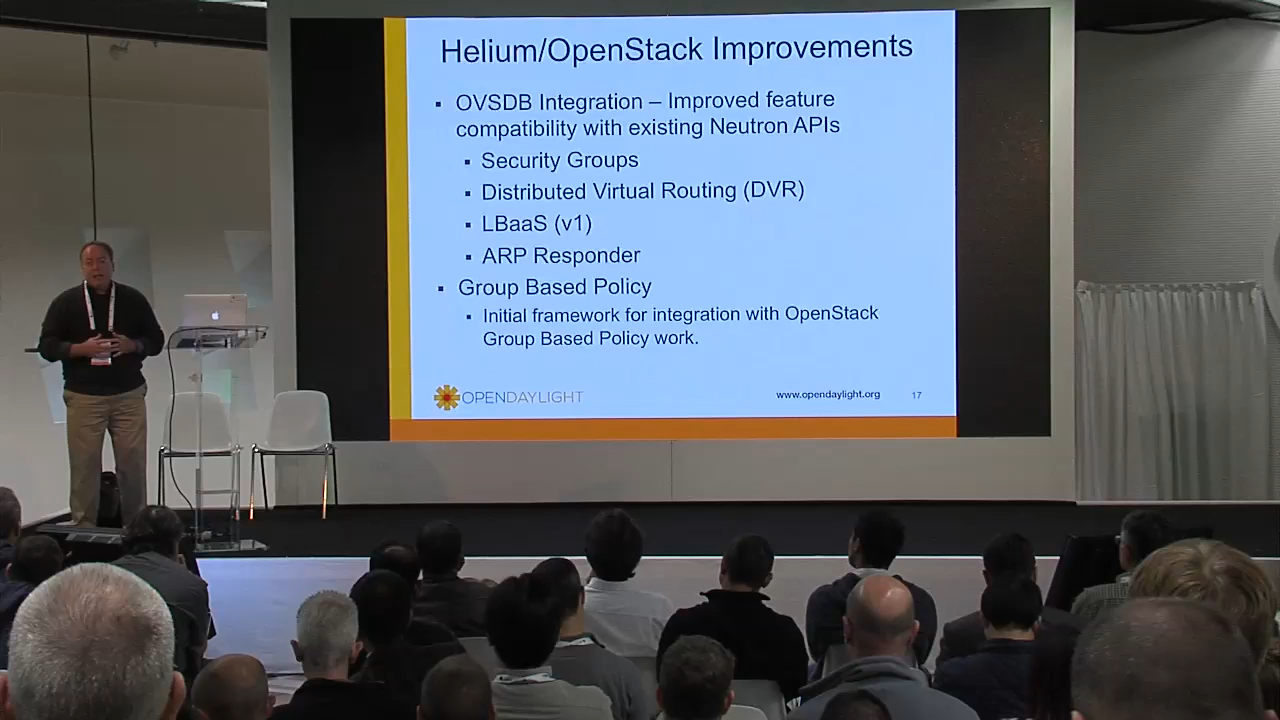 Helium/OpenStack Improvements
▪ OVSDB Integration – Improved feature
compatibility with existing Neutron APIs
▪ Security Groups
▪ Distributed Virtual Routing (DVR)
▪ LBaaS (v1)
▪ ARP Responder
▪ Group Based Policy
▪ Initial framework for integration with OpenStack
Group Based Policy work.
OPENDAYLIGHT
www.opendaylight.org
17